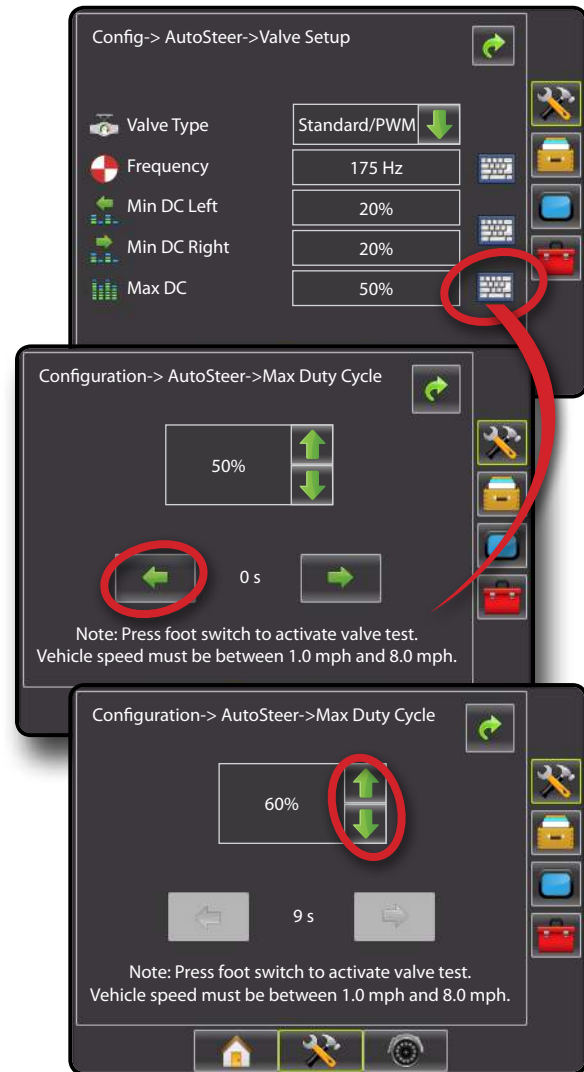 Config-> AutoSteer->Valve Setup
Valve Type Standard/PWM
Frequency 175 Hz
Min DC Left 20%
Min DC Right 20%
Max DC 50%
Configuration-> AutoSteer->Max Duty Cycle
50%
0 s
Note: Press foot switch to activate valve test.
Vehicle speed must be between 1.0 mph and 8.0 mph.
Configuration-> AutoSteer->Max Duty Cycle
60%
9 s
Note: Press foot switch to activate valve test.
Vehicle speed must be between 1.0 mph and 8.0 mph.